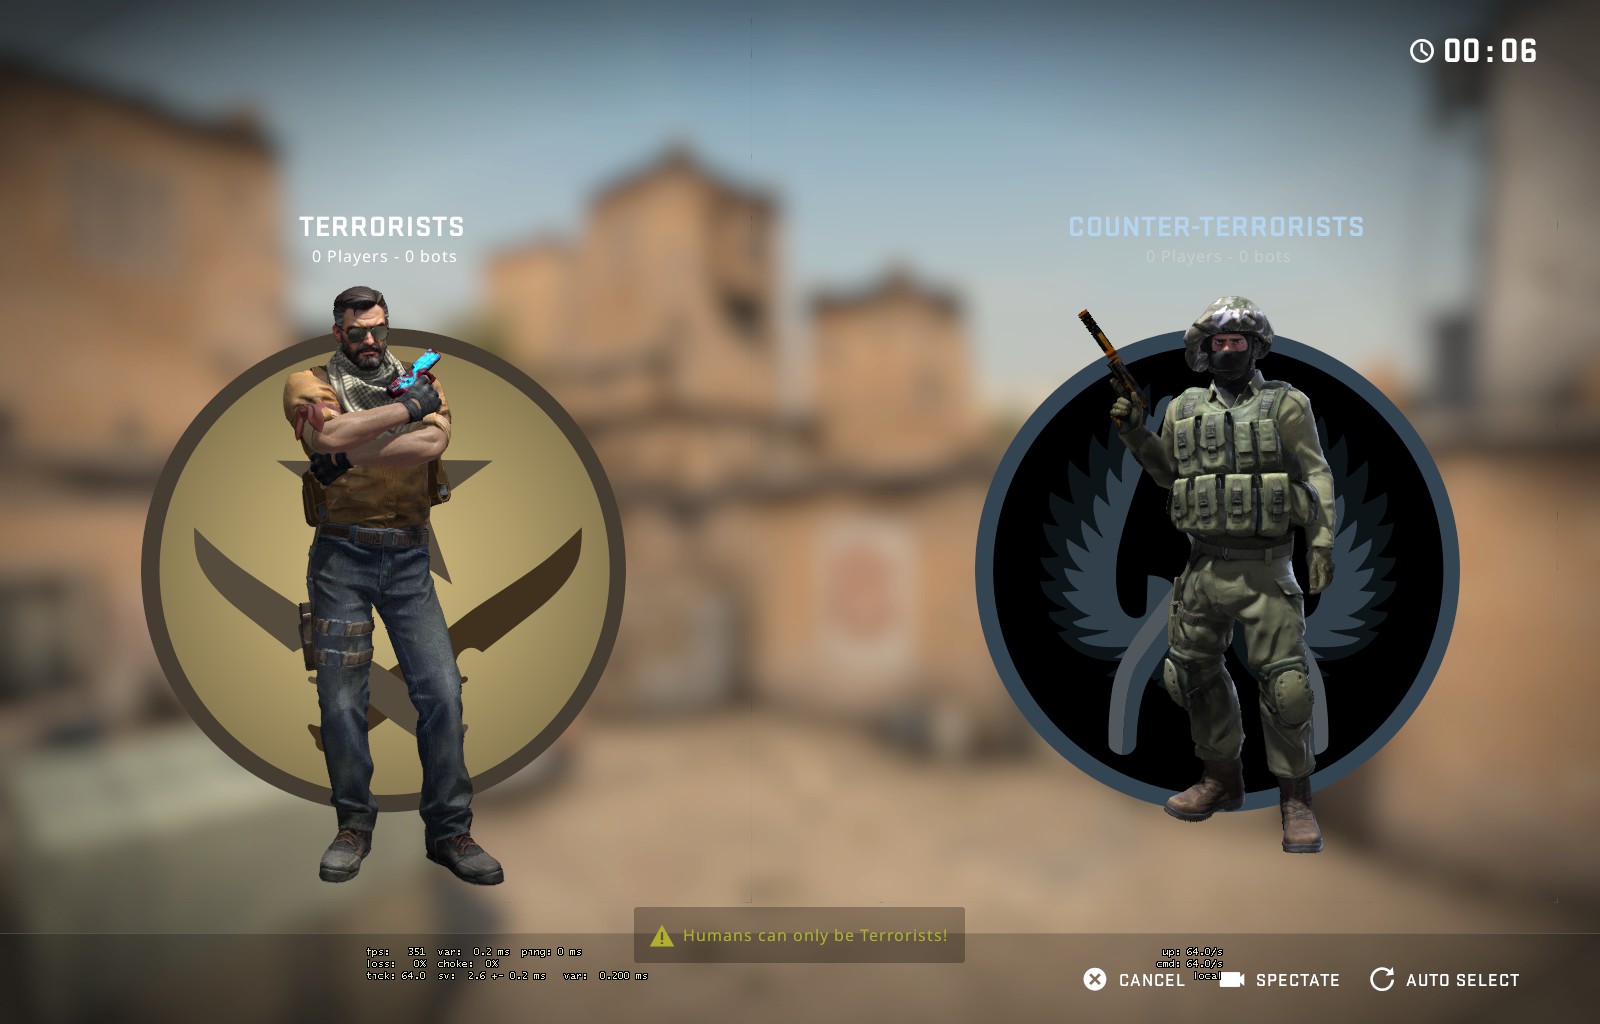 00:06
TERRORISTS
0 Players - 0 bots
COUNTER-TERRORISTS
0 Players - 0 bots
Humans can only be Terrorists!
fps: 351 var: 0.2 ms ping: 0 ms
loss: 0% choke: 0%
tick: 64.0 sv: 2.6 +- 0.2 ms var: 0.200 ms
up: 64.0/s
cmd: 64.0/s
local
CANCEL
SPECTATE
AUTO SELECT